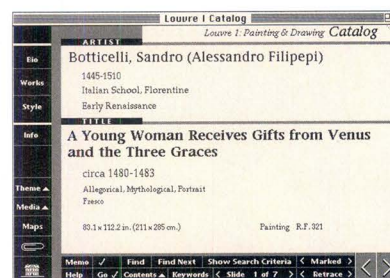 Louvre I Catalog
Louvre 1: Painting & Drawing Catalog
ARTIST
Botticelli, Sandro (Alessandro Filipepi)
1445-1510
Italian School, Florentine
Early Renaissance
TITLE
A Young Woman Receives Gifts from Venus
and the Three Graces
circa 1480-1483
Allegorical, Mythological, Portrait
Fresco
83.1 x 112.2 in. (211 x 285 cm.) Painting R.F. 321
Bio
Works
Style
Info
Theme
Media
Maps
Memo ✓ Find Find Next Show Search Criteria < Marked >
Help Go ✓ Contents Keywords < Slide 1 of 7 > < Retrace >